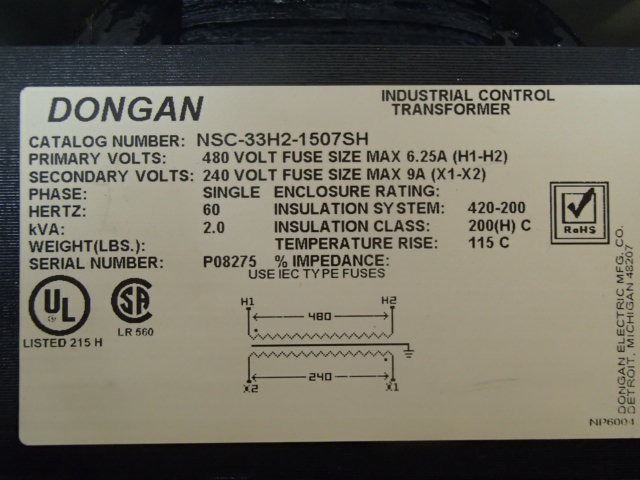 DONGAN
INDUSTRIAL CONTROL
TRANSFORMER
CATALOG NUMBER: NSC-33H2-1507SH
PRIMARY VOLTS: 480 VOLT FUSE SIZE MAX 6.25A (H1-H2)
SECONDARY VOLTS: 240 VOLT FUSE SIZE MAX 9A (X1-X2)
PHASE: SINGLE ENCLOSURE RATING:
HERTZ: 60 INSULATION SYSTEM: 420-200
kVA: 2.0 INSULATION CLASS: 200(H) C
WEIGHT(LBS.): TEMPERATURE RISE: 115 C
SERIAL NUMBER: P08275 % IMPEDANCE:
USE IEC TYPE FUSES
RoHS
UL
LISTED 215 H
SA
LR 560
H1 H2
480
240
X2 X1
DONGAN ELECTRIC MFG. CO.
DETROIT, MICHIGAN 48207
NP6004